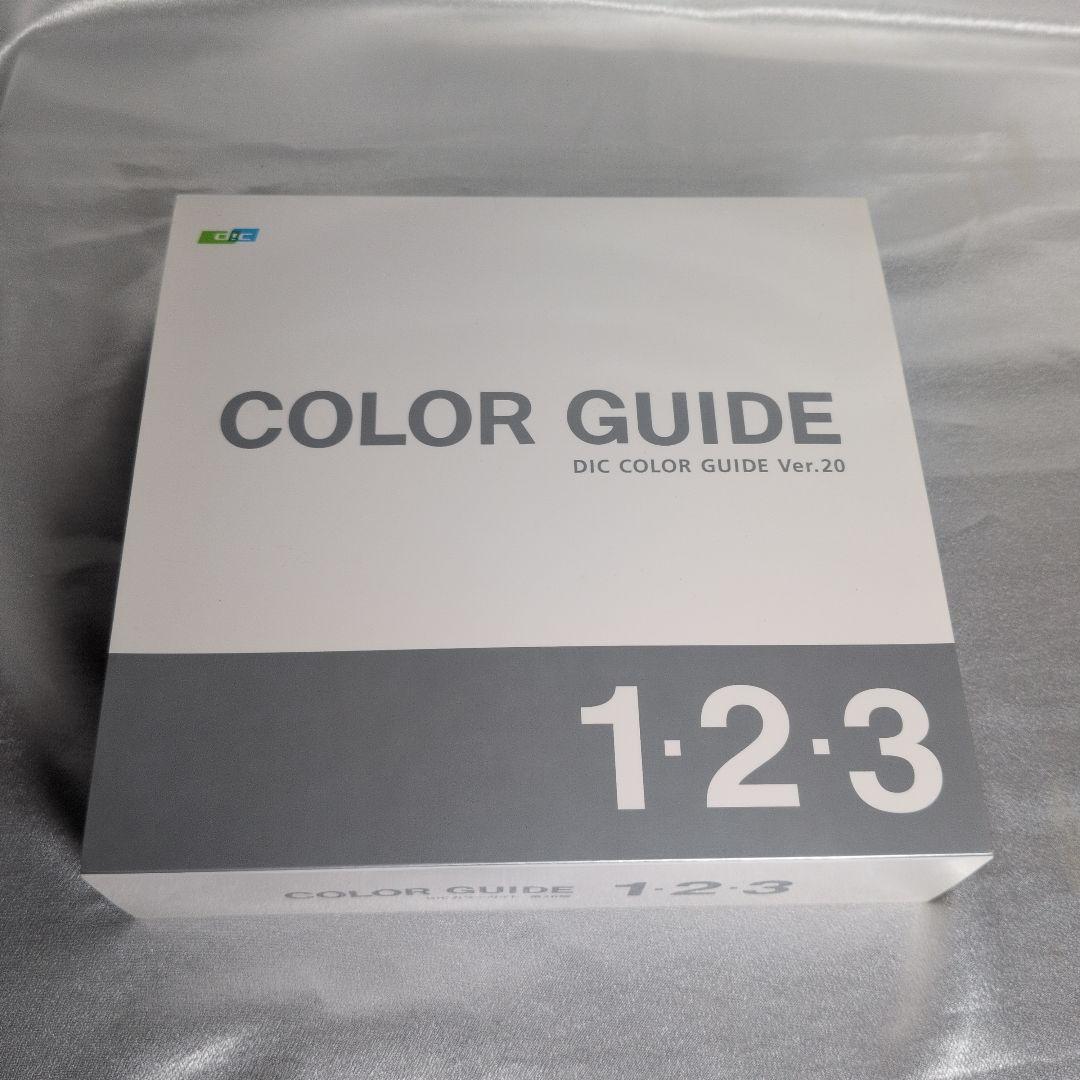 dic
COLOR GUIDE
DIC COLOR GUIDE Ver.20
1·2·3
COLOR GUIDE 1·2·3